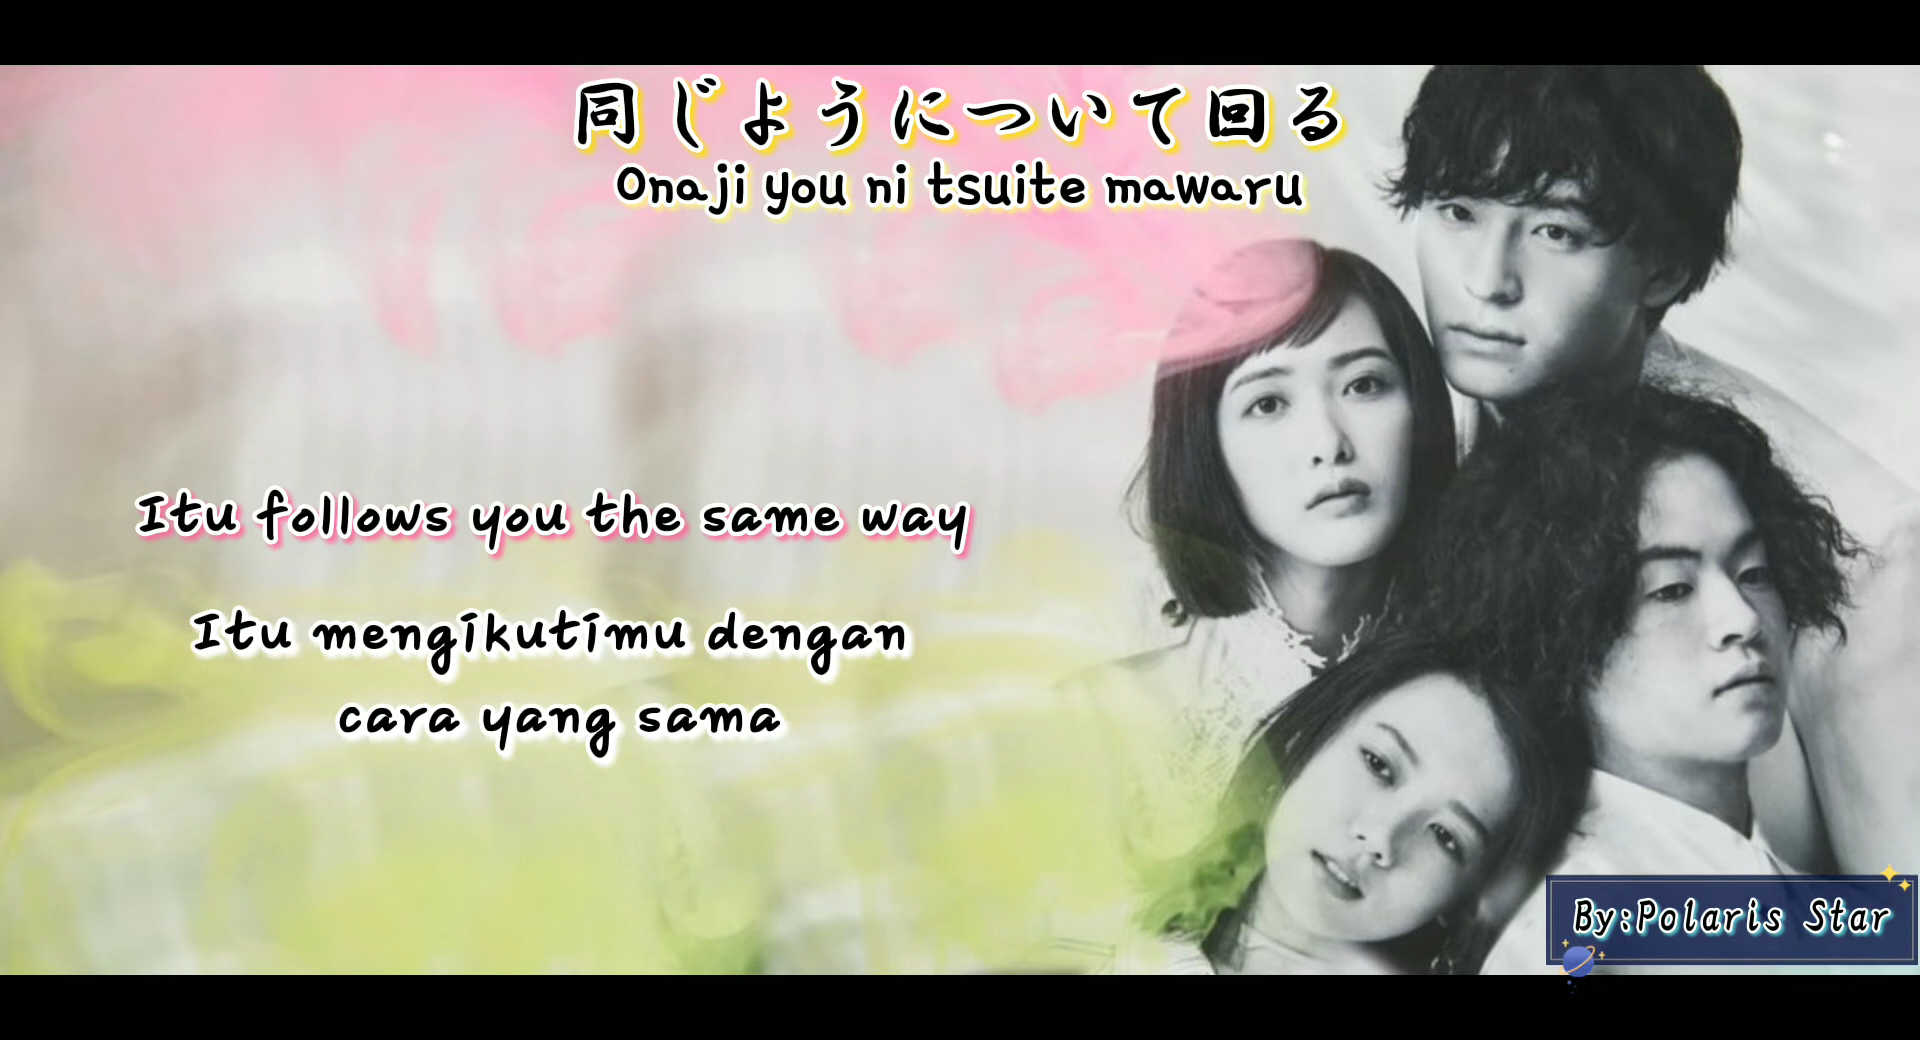 同じようについて回る
Onaji you ni tsuite mawaru
Itu follows you the same way
Itu mengikutimu dengan
cara yang sama
By:Polaris Star